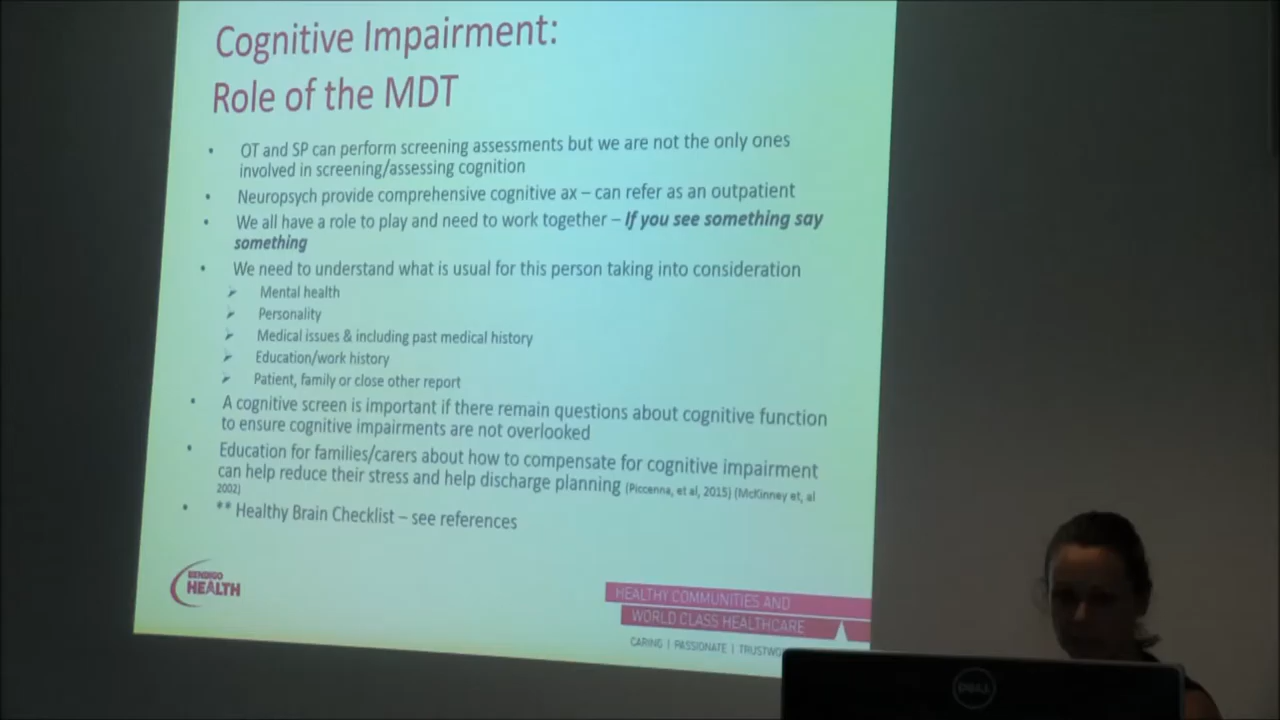 Cognitive Impairment:
Role of the MDT
• OT and SP can perform screening assessments but we are not the only ones
involved in screening/assessing cognition
• Neuropsych provide comprehensive cognitive ax – can refer as an outpatient
• We all have a role to play and need to work together – If you see something say
something
• We need to understand what is usual for this person taking into consideration
➤ Mental health
➤ Personality
➤ Medical issues & including past medical history
➤ Education/work history
➤ Patient, family or close other report
• A cognitive screen is important if there remain questions about cognitive function
to ensure cognitive impairments are not overlooked
• Education for families/carers about how to compensate for cognitive impairment
can help reduce their stress and help discharge planning (Piccenna, et al, 2015) (McKinney et, al
2002)
• ** Healthy Brain Checklist – see references
BENDIGO
HEALTH
HEALTHY COMMUNITIES AND
WORLD CLASS HEALTHCARE
CARING | PASSIONATE | TRUSTWO
DELL